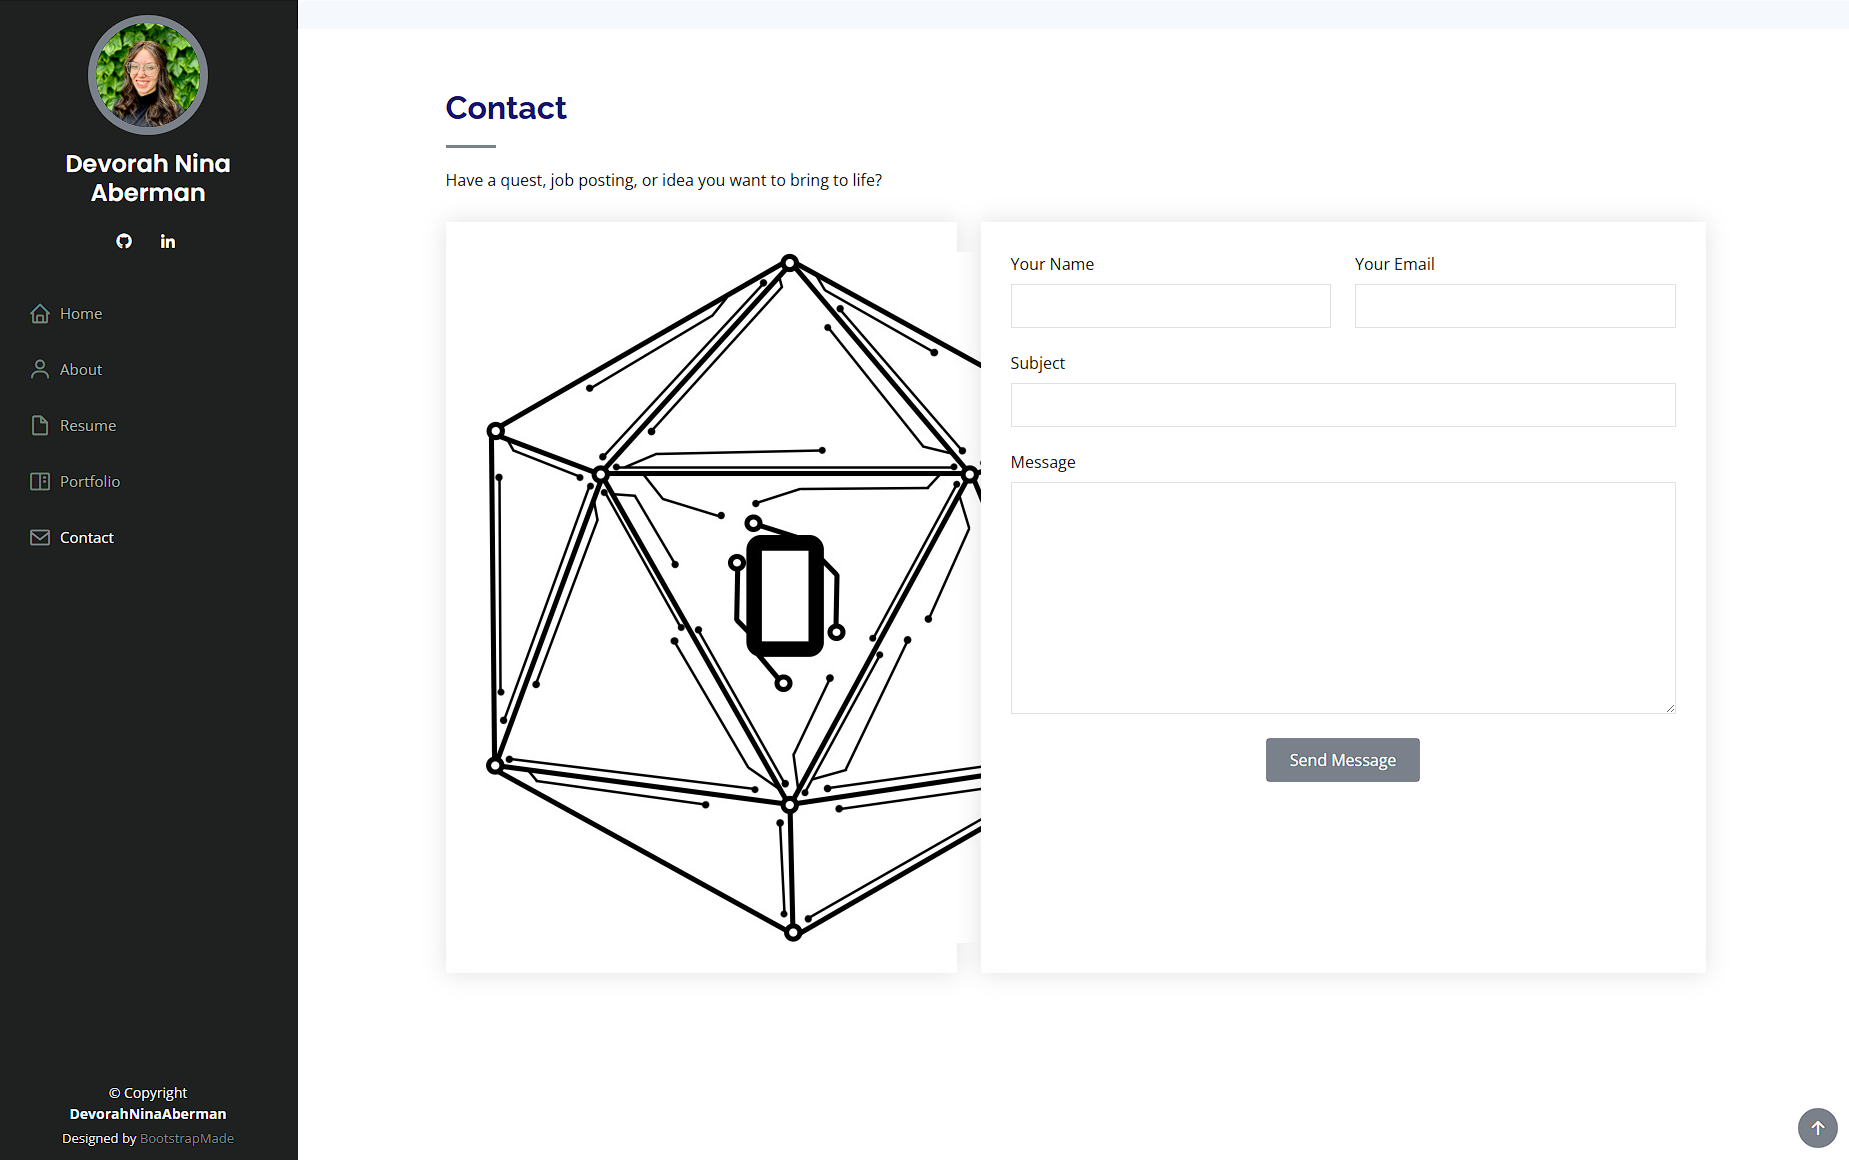 Devorah Nina
Aberman
Home
About
Resume
Portfolio
Contact
© Copyright
DevorahNinaAberman
Designed by BootstrapMade
Contact
Have a quest, job posting, or idea you want to bring to life?
Your Name
Your Email
Subject
Message
Send Message